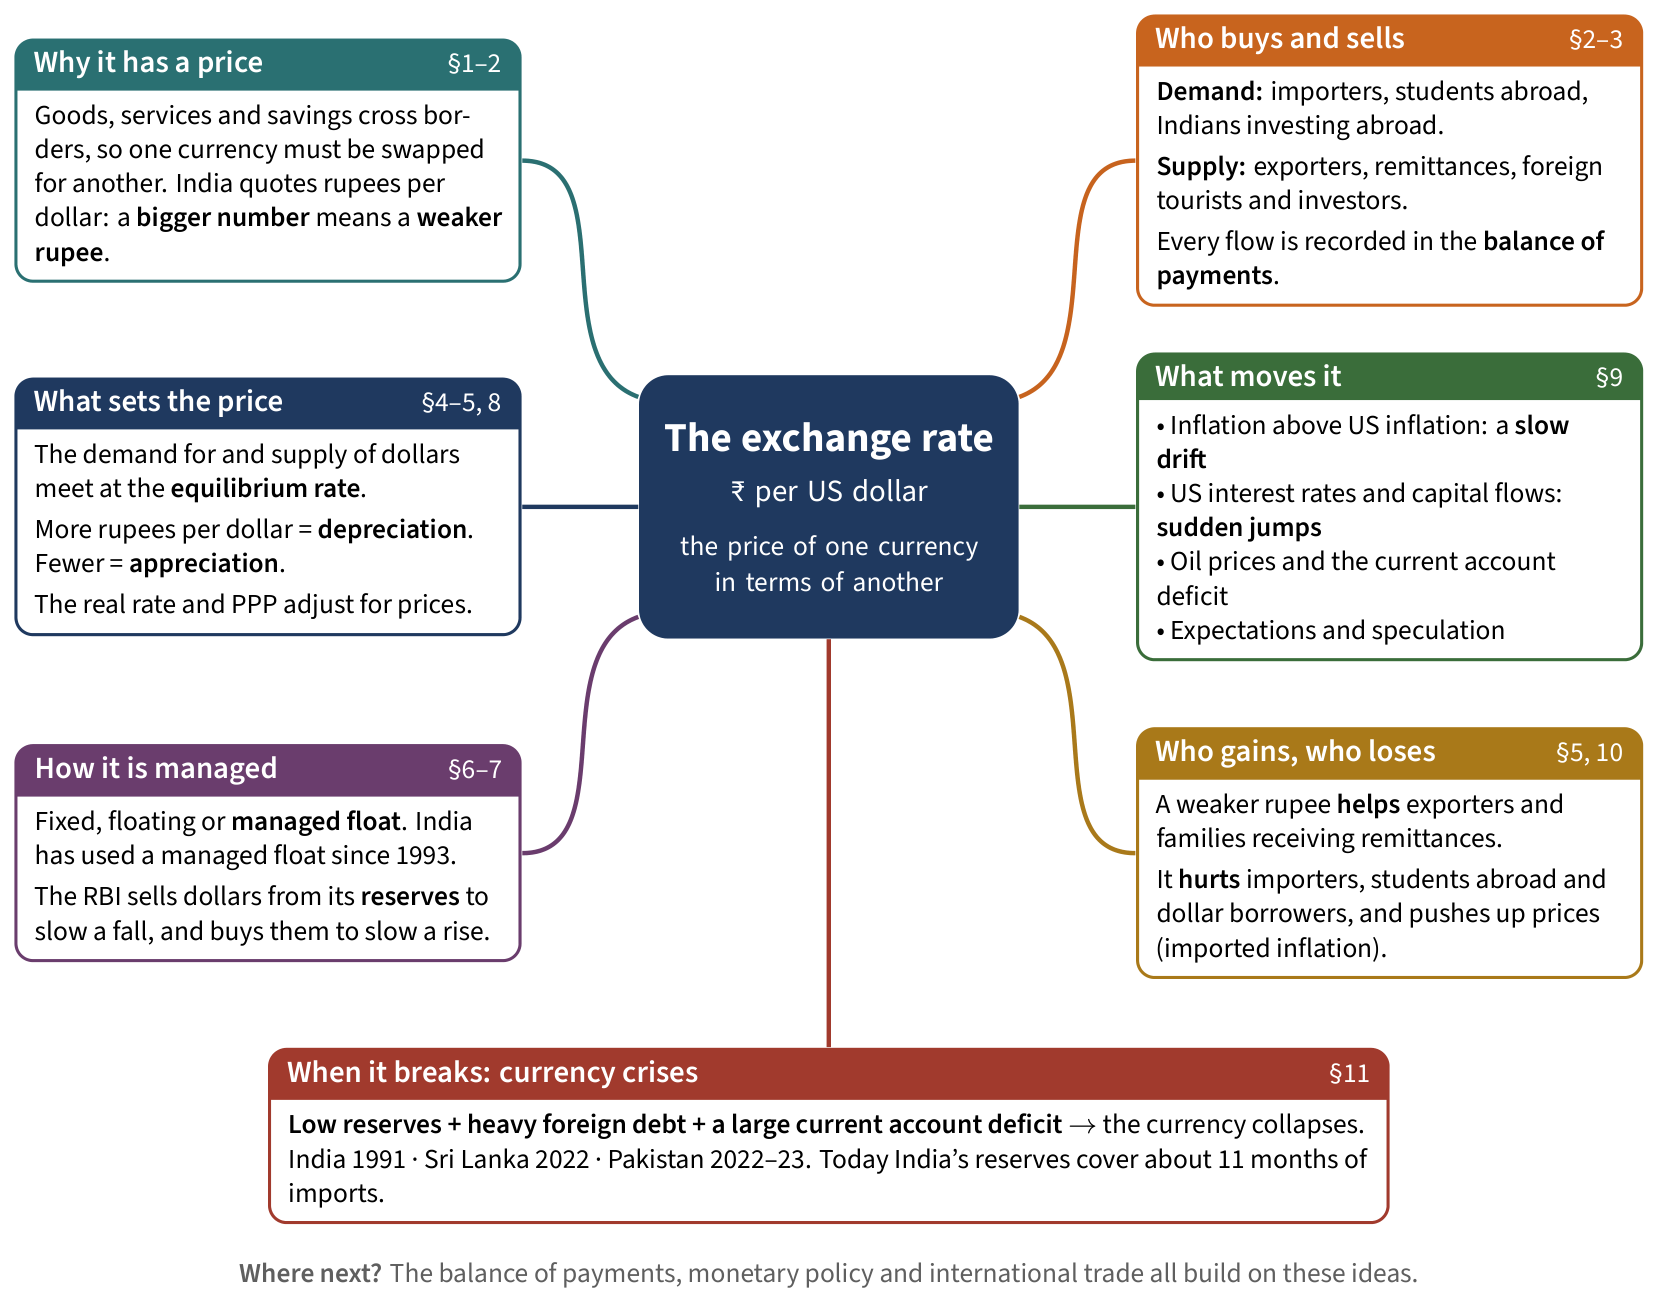 Why it has a price §1–2
Goods, services and savings cross bor-
ders, so one currency must be swapped
for another. India quotes rupees per
dollar: a bigger number means a weaker
rupee.
Who buys and sells §2–3
Demand: importers, students abroad,
Indians investing abroad.
Supply: exporters, remittances, foreign
tourists and investors.
Every flow is recorded in the balance of
payments.
What sets the price §4–5, 8
The demand for and supply of dollars
meet at the equilibrium rate.
More rupees per dollar = depreciation.
Fewer = appreciation.
The real rate and PPP adjust for prices.
The exchange rate
₹ per US dollar
the price of one currency
in terms of another
What moves it §9
• Inflation above US inflation: a slow
drift
• US interest rates and capital flows:
sudden jumps
• Oil prices and the current account
deficit
• Expectations and speculation
How it is managed §6–7
Fixed, floating or managed float. India
has used a managed float since 1993.
The RBI sells dollars from its reserves to
slow a fall, and buys them to slow a rise.
Who gains, who loses §5, 10
A weaker rupee helps exporters and
families receiving remittances.
It hurts importers, students abroad and
dollar borrowers, and pushes up prices
(imported inflation).
When it breaks: currency crises §11
Low reserves + heavy foreign debt + a large current account deficit → the currency collapses.
India 1991 · Sri Lanka 2022 · Pakistan 2022–23. Today India’s reserves cover about 11 months of
imports.
Where next? The balance of payments, monetary policy and international trade all build on these ideas.